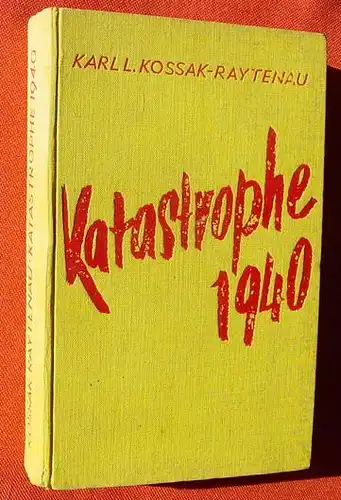 KARL L. KOSSAK-RAYTENAU
Katastrophe
1940
KOSSAK RAYTENAU KATASTROPHE 1940